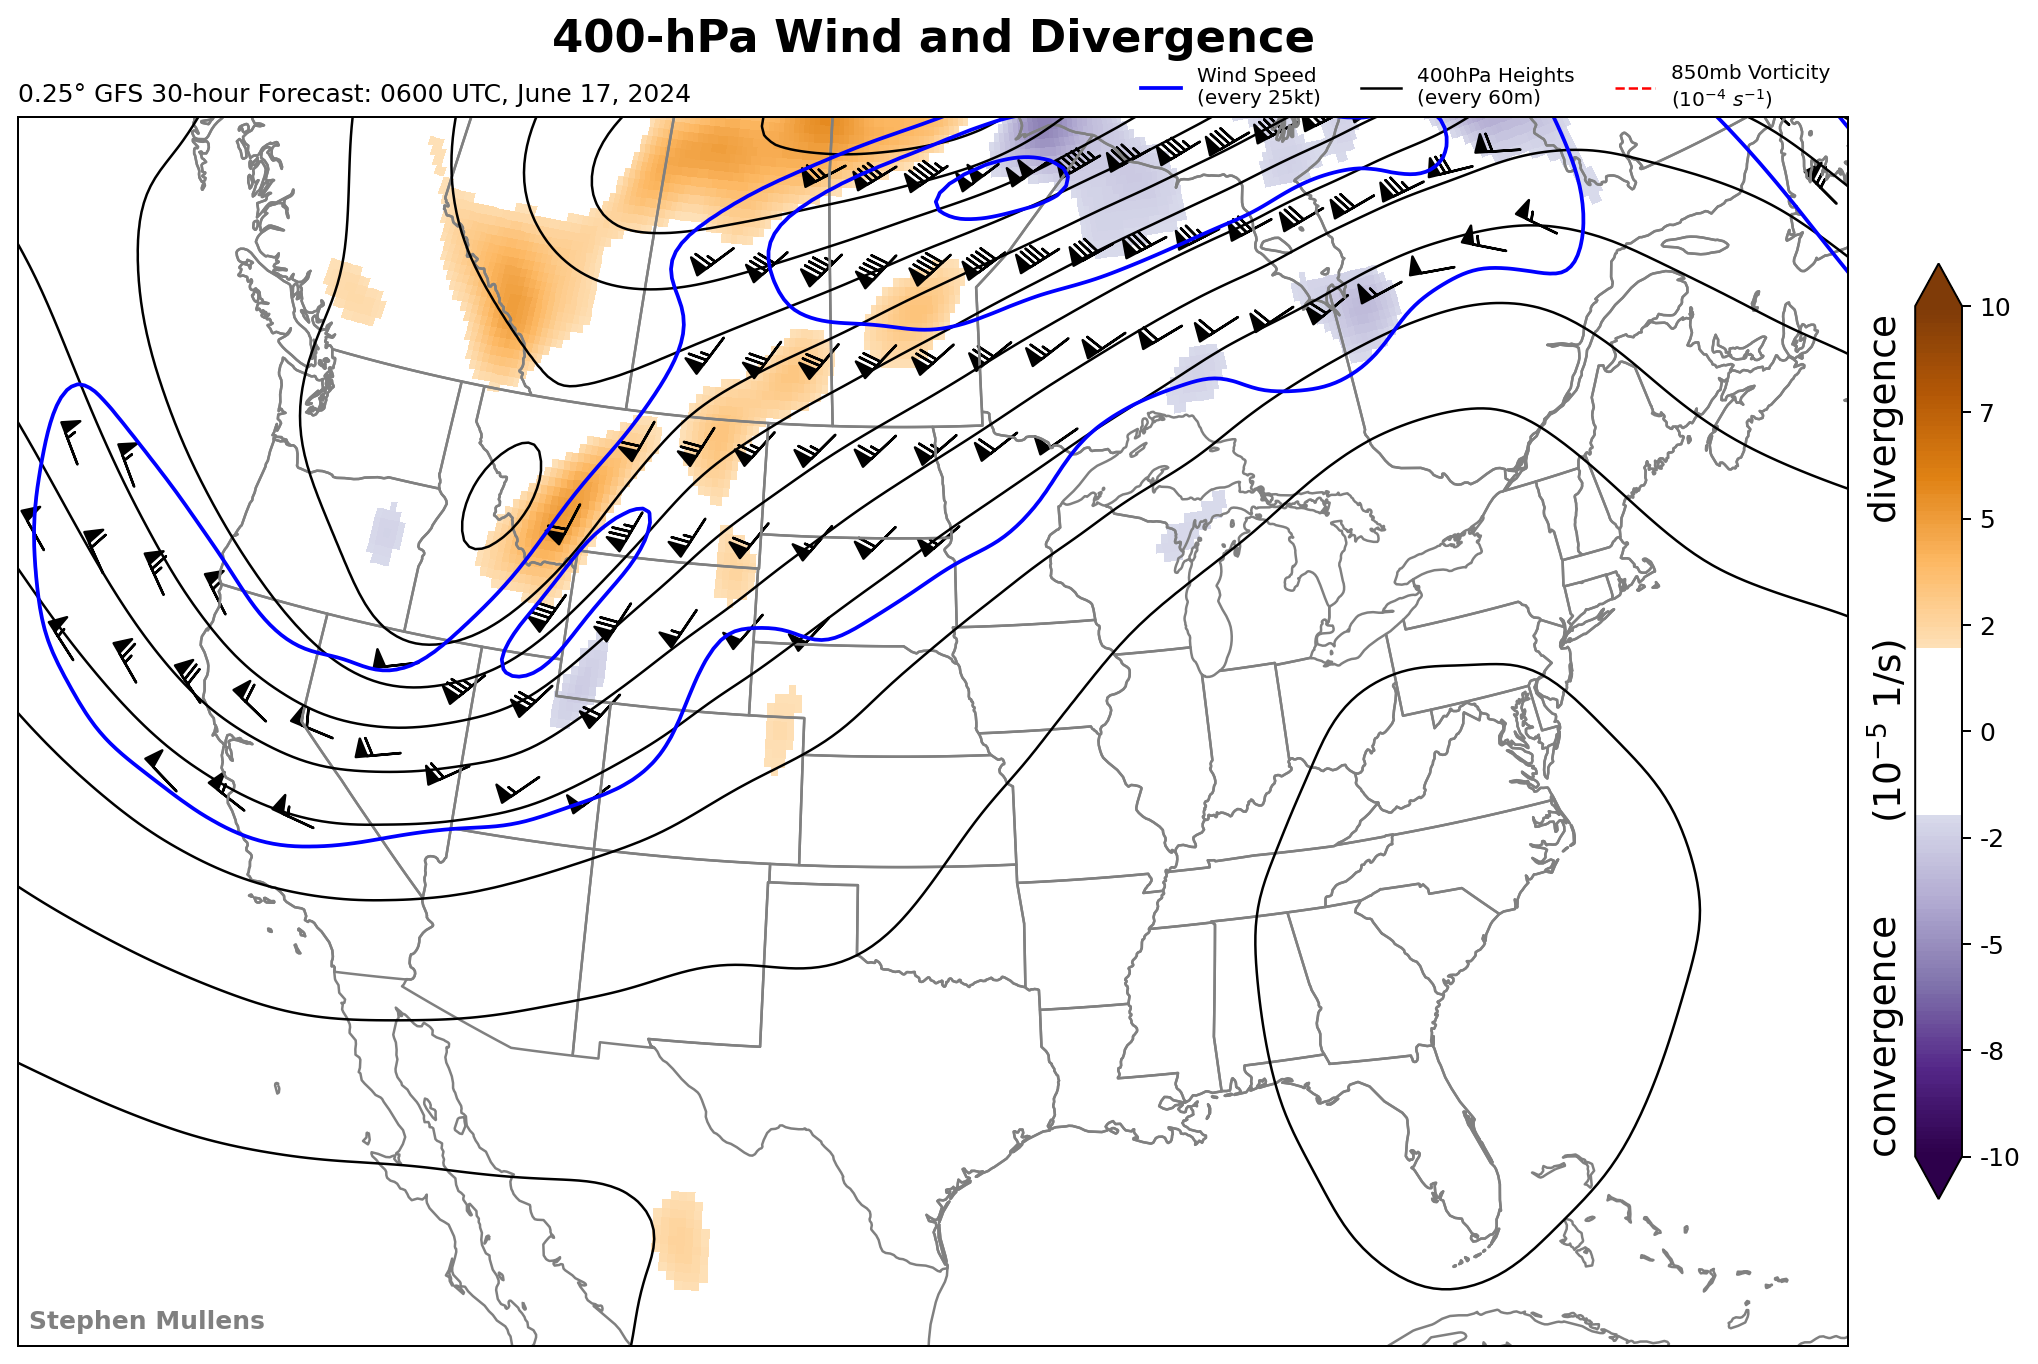 400-hPa Wind and Divergence
0.25° GFS 30-hour Forecast: 0600 UTC, June 17, 2024
Wind Speed
(every 25kt)
400hPa Heights
(every 60m)
850mb Vorticity
(10⁻⁴ s⁻¹)
convergence (10⁻⁵ 1/s) divergence
10
7
5
2
0
-2
-5
-8
-10
Stephen Mullens